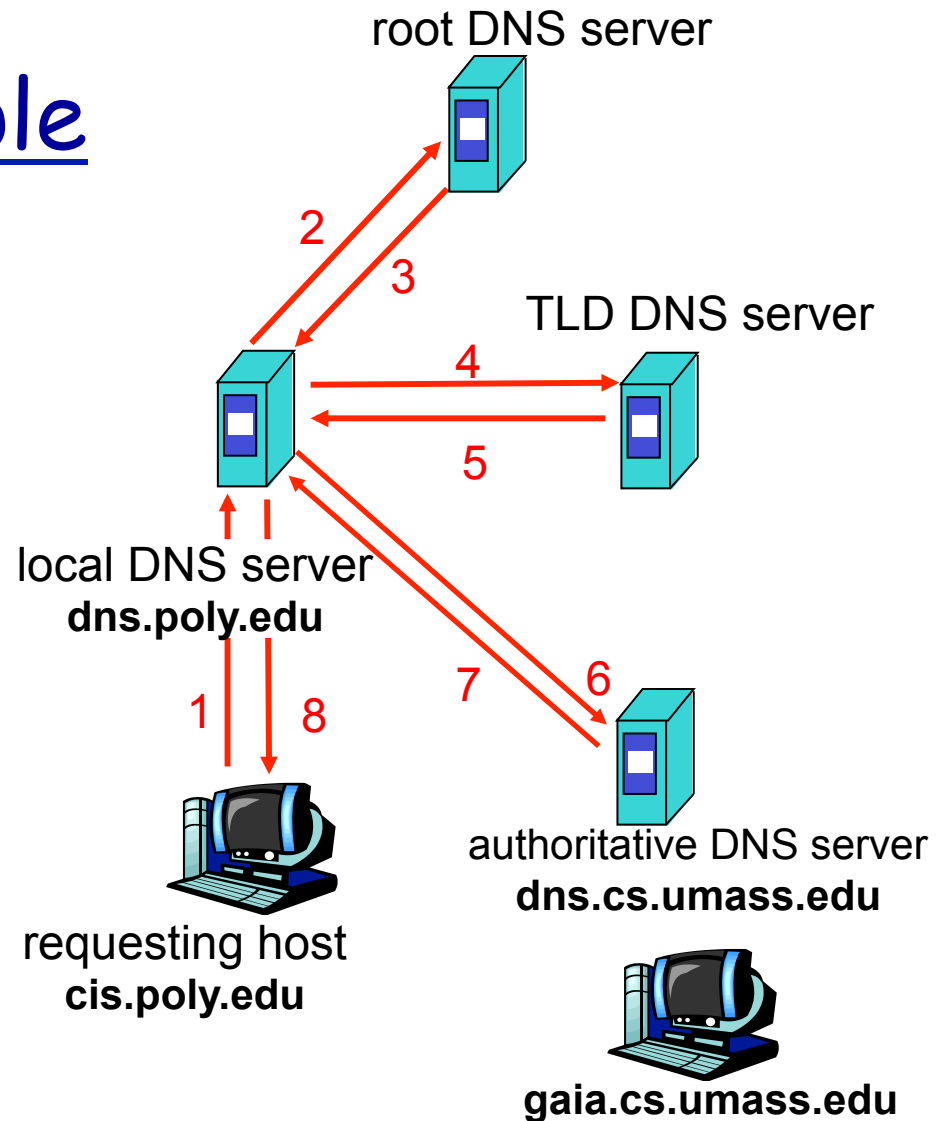 root DNS server
ple
2
3
TLD DNS server
4
5
local DNS server
dns.poly.edu
1
8
7
6
authoritative DNS server
dns.cs.umass.edu
requesting host
cis.poly.edu
gaia.cs.umass.edu